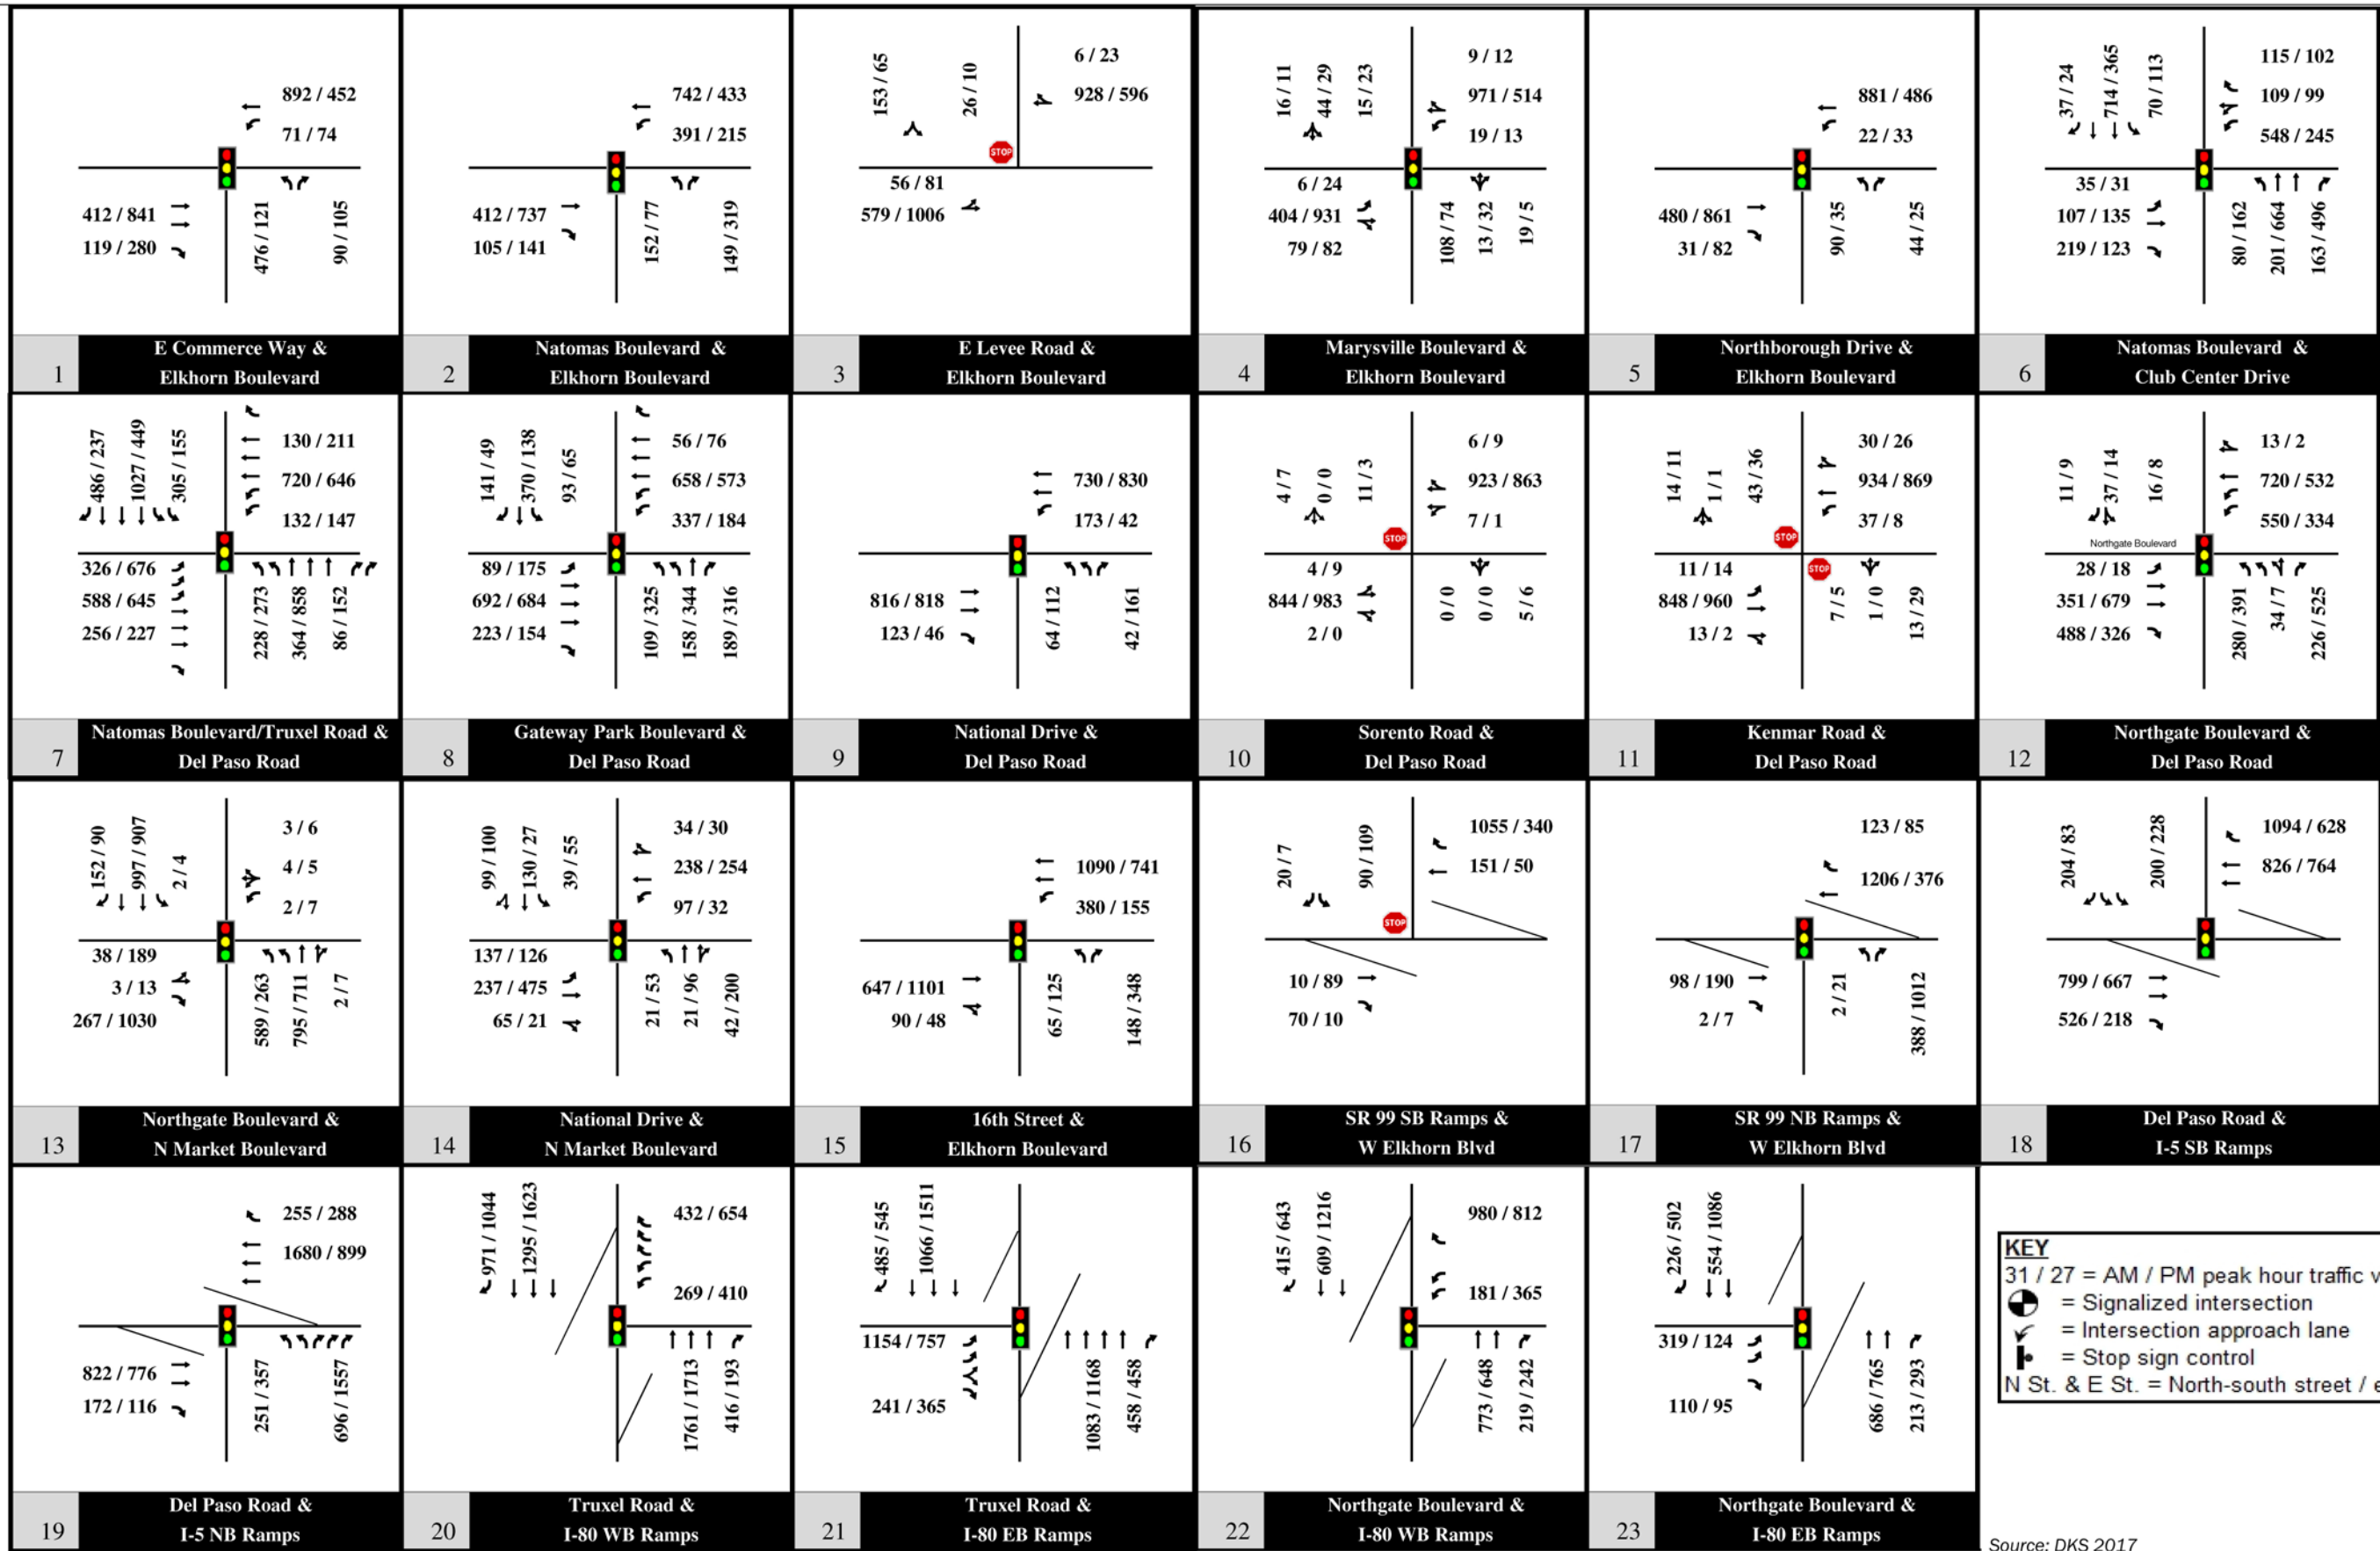 892 / 452
71 / 74
412 / 841
119 / 280
476 / 121
90 / 105
1
E Commerce Way &
Elkhorn Boulevard
742 / 433
391 / 215
412 / 737
105 / 141
152 / 77
149 / 319
2
Natomas Boulevard &
Elkhorn Boulevard
153 / 65
26 / 10
6 / 23
928 / 596
STOP
56 / 81
579 / 1006
3
E Levee Road &
Elkhorn Boulevard
16 / 11
44 / 29
15 / 23
9 / 12
971 / 514
19 / 13
6 / 24
404 / 931
79 / 82
108 / 74
13 / 32
19 / 5
4
Marysville Boulevard &
Elkhorn Boulevard
881 / 486
22 / 33
480 / 861
31 / 82
90 / 35
44 / 25
5
Northborough Drive &
Elkhorn Boulevard
37 / 24
714 / 365
70 / 113
115 / 102
109 / 99
548 / 245
35 / 31
107 / 135
219 / 123
80 / 162
201 / 664
163 / 496
6
Natomas Boulevard &
Club Center Drive
486 / 237
1027 / 449
305 / 155
130 / 211
720 / 646
132 / 147
326 / 676
588 / 645
256 / 227
228 / 273
364 / 858
86 / 152
7
Natomas Boulevard/Truxel Road &
Del Paso Road
141 / 49
370 / 138
93 / 65
56 / 76
658 / 573
337 / 184
89 / 175
692 / 684
223 / 154
109 / 325
158 / 344
189 / 316
8
Gateway Park Boulevard &
Del Paso Road
730 / 830
173 / 42
816 / 818
123 / 46
64 / 112
42 / 161
9
National Drive &
Del Paso Road
4 / 7
0 / 0
11 / 3
6 / 9
923 / 863
7 / 1
STOP
4 / 9
844 / 983
2 / 0
0 / 0
0 / 0
5 / 6
10
Sorento Road &
Del Paso Road
14 / 11
1 / 1
43 / 36
30 / 26
934 / 869
37 / 8
STOP
STOP
11 / 14
848 / 960
13 / 2
7 / 5
1 / 0
13 / 29
11
Kenmar Road &
Del Paso Road
11 / 9
37 / 14
16 / 8
13 / 2
720 / 532
550 / 334
Northgate Boulevard
28 / 18
351 / 679
488 / 326
280 / 391
34 / 7
226 / 525
12
Northgate Boulevard &
Del Paso Road
152 / 90
997 / 907
2 / 4
3 / 6
4 / 5
2 / 7
38 / 189
3 / 13
267 / 1030
589 / 263
795 / 711
2 / 7
13
Northgate Boulevard &
N Market Boulevard
99 / 100
130 / 27
39 / 55
34 / 30
238 / 254
97 / 32
137 / 126
237 / 475
65 / 21
21 / 53
21 / 96
42 / 200
14
National Drive &
N Market Boulevard
1090 / 741
380 / 155
647 / 1101
90 / 48
65 / 125
148 / 348
15
16th Street &
Elkhorn Boulevard
20 / 7
90 / 109
1055 / 340
151 / 50
STOP
10 / 89
70 / 10
16
SR 99 SB Ramps &
W Elkhorn Blvd
123 / 85
1206 / 376
98 / 190
2 / 7
2 / 21
388 / 1012
17
SR 99 NB Ramps &
W Elkhorn Blvd
204 / 83
200 / 228
1094 / 628
826 / 764
799 / 667
526 / 218
18
Del Paso Road &
I-5 SB Ramps
255 / 288
1680 / 899
822 / 776
172 / 116
251 / 357
696 / 1557
19
Del Paso Road &
I-5 NB Ramps
971 / 1044
1295 / 1623
432 / 654
269 / 410
1761 / 1713
416 / 193
20
Truxel Road &
I-80 WB Ramps
485 / 545
1066 / 1511
1154 / 757
241 / 365
1083 / 1168
458 / 458
21
Truxel Road &
I-80 EB Ramps
415 / 643
609 / 1216
980 / 812
181 / 365
773 / 648
219 / 242
22
Northgate Boulevard &
I-80 WB Ramps
226 / 502
554 / 1086
319 / 124
110 / 95
686 / 765
213 / 293
23
Northgate Boulevard &
I-80 EB Ramps
KEY
31 / 27 = AM / PM peak hour traffic
= Signalized intersection
= Intersection approach lane
= Stop sign control
N St. & E St. = North-south street /
Source: DKS 2017